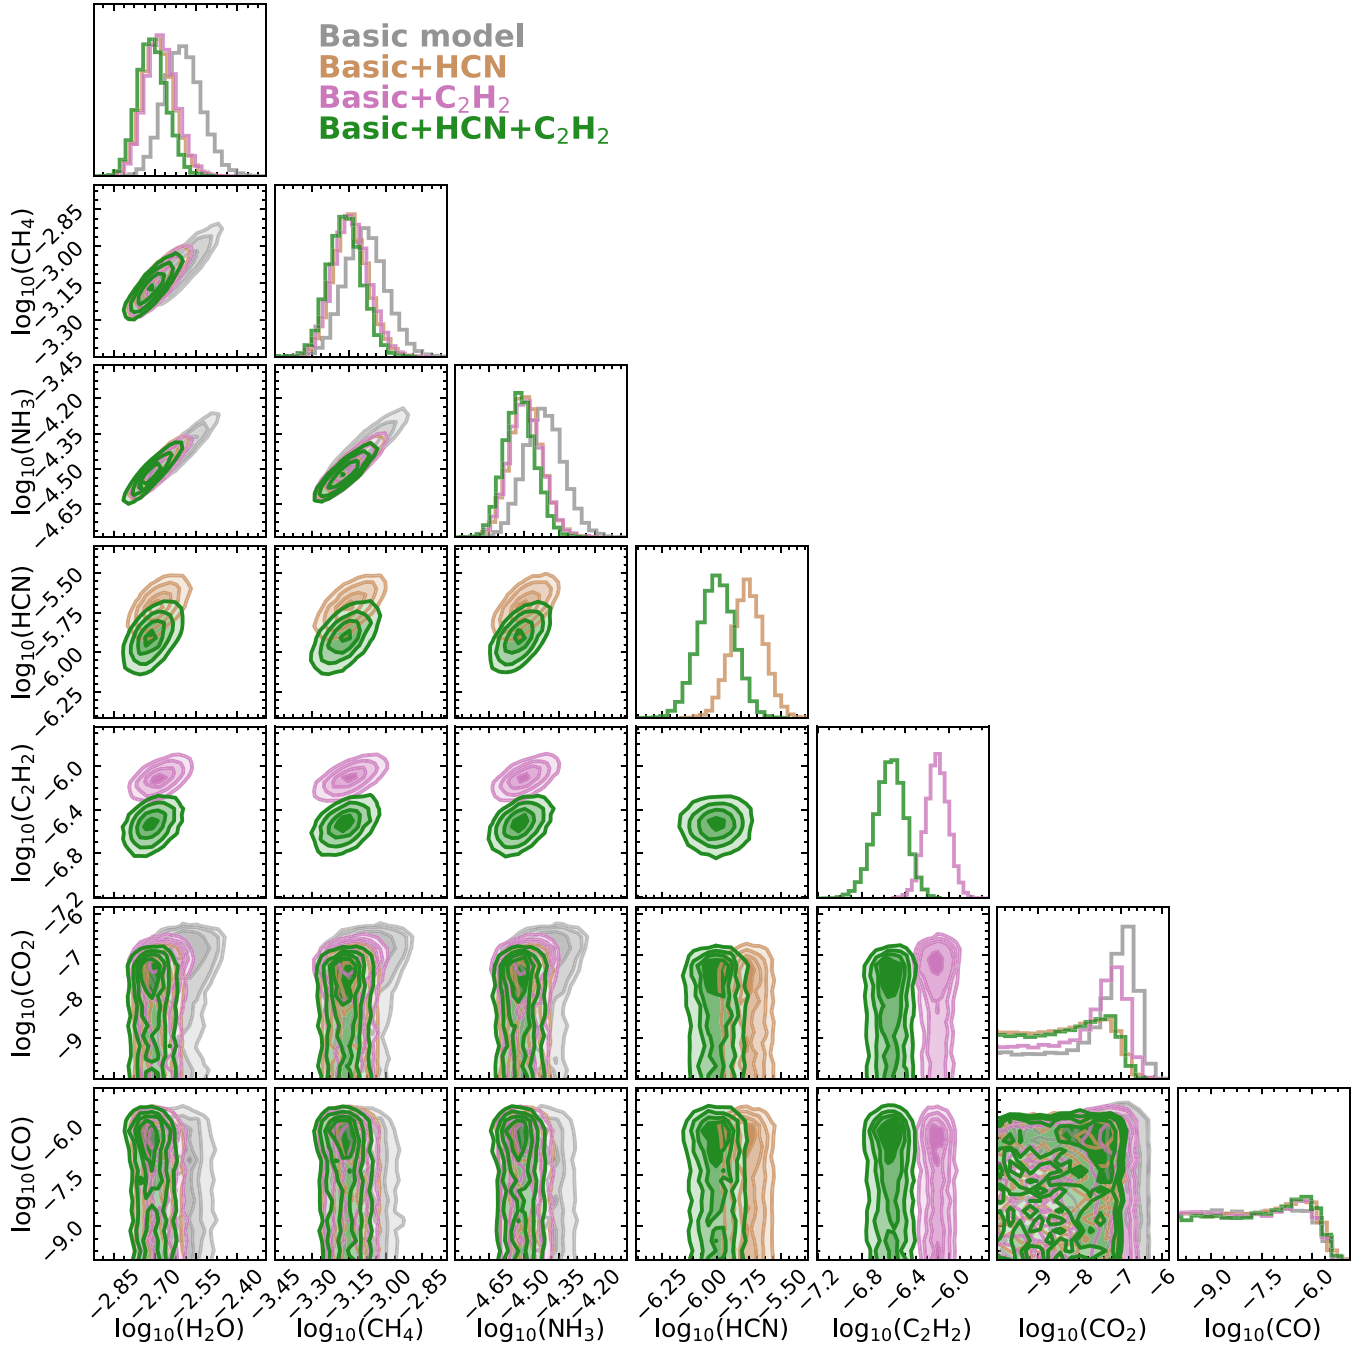 Basic model
Basic+HCN
Basic+C₂H₂
Basic+HCN+C₂H₂
log₁₀(CH₄)
−2.85
−3.00
−3.15
−3.30
−3.45
log₁₀(NH₃)
−3.45
−4.20
−4.35
−4.50
−4.65
log₁₀(HCN)
−5.50
−5.75
−6.00
−6.25
log₁₀(C₂H₂)
−6.0
−6.4
−6.8
−7.2
log₁₀(CO₂)
−6
−7
−8
−9
log₁₀(CO)
−6.0
−7.5
−9.0
−2.85 −2.70 −2.55 −2.40
−3.45 −3.30 −3.15 −3.00 −2.85
−4.65 −4.50 −4.35 −4.20
−6.25 −6.00 −5.75 −5.50
−7.2 −6.8 −6.4 −6.0
−9 −8 −7 −6
−9.0 −7.5 −6.0
log₁₀(H₂O) log₁₀(CH₄) log₁₀(NH₃) log₁₀(HCN) log₁₀(C₂H₂) log₁₀(CO₂) log₁₀(CO)